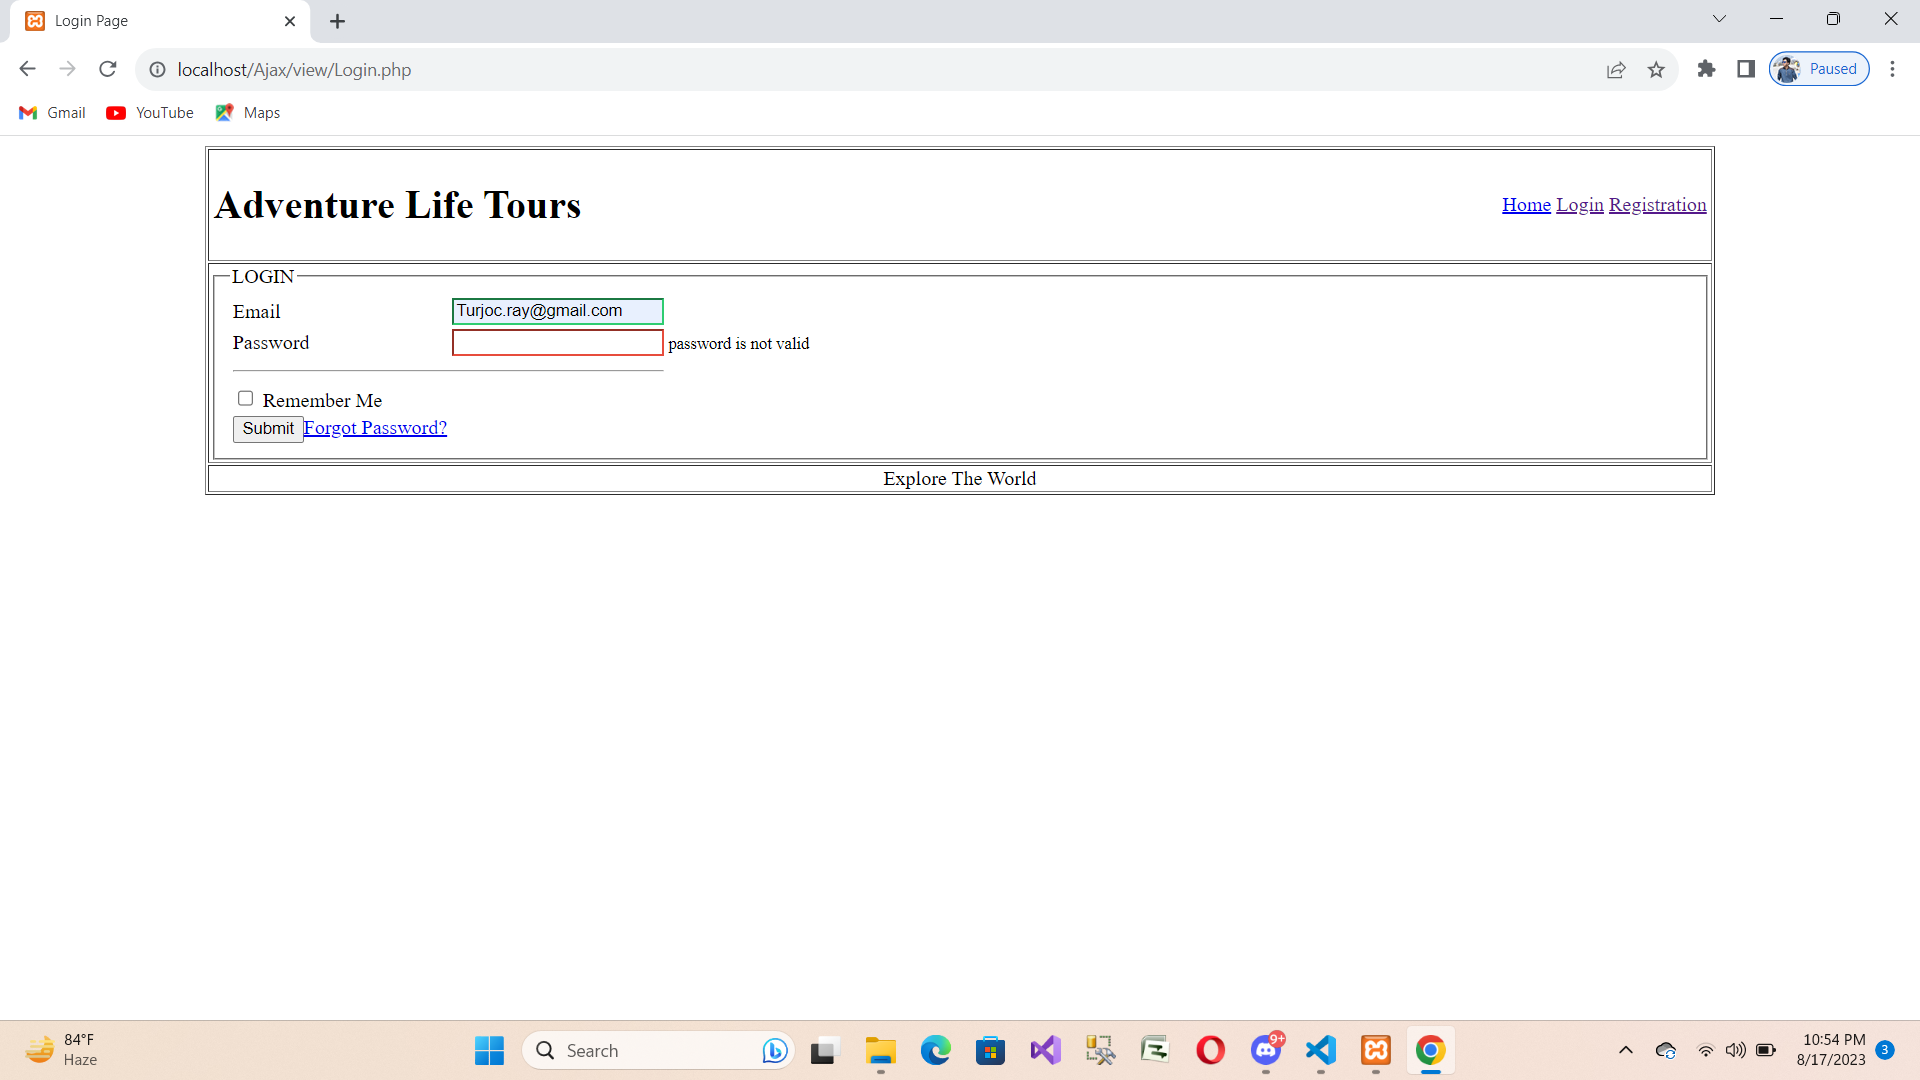 Login Page
localhost/Ajax/view/Login.php
Paused
Gmail YouTube Maps
Adventure Life Tours
Home Login Registration
LOGIN
Email Turjoc.ray@gmail.com
Password password is not valid
Remember Me
Submit Forgot Password?
Explore The World
84°F
Haze
Search
9+
10:54 PM
8/17/2023
3